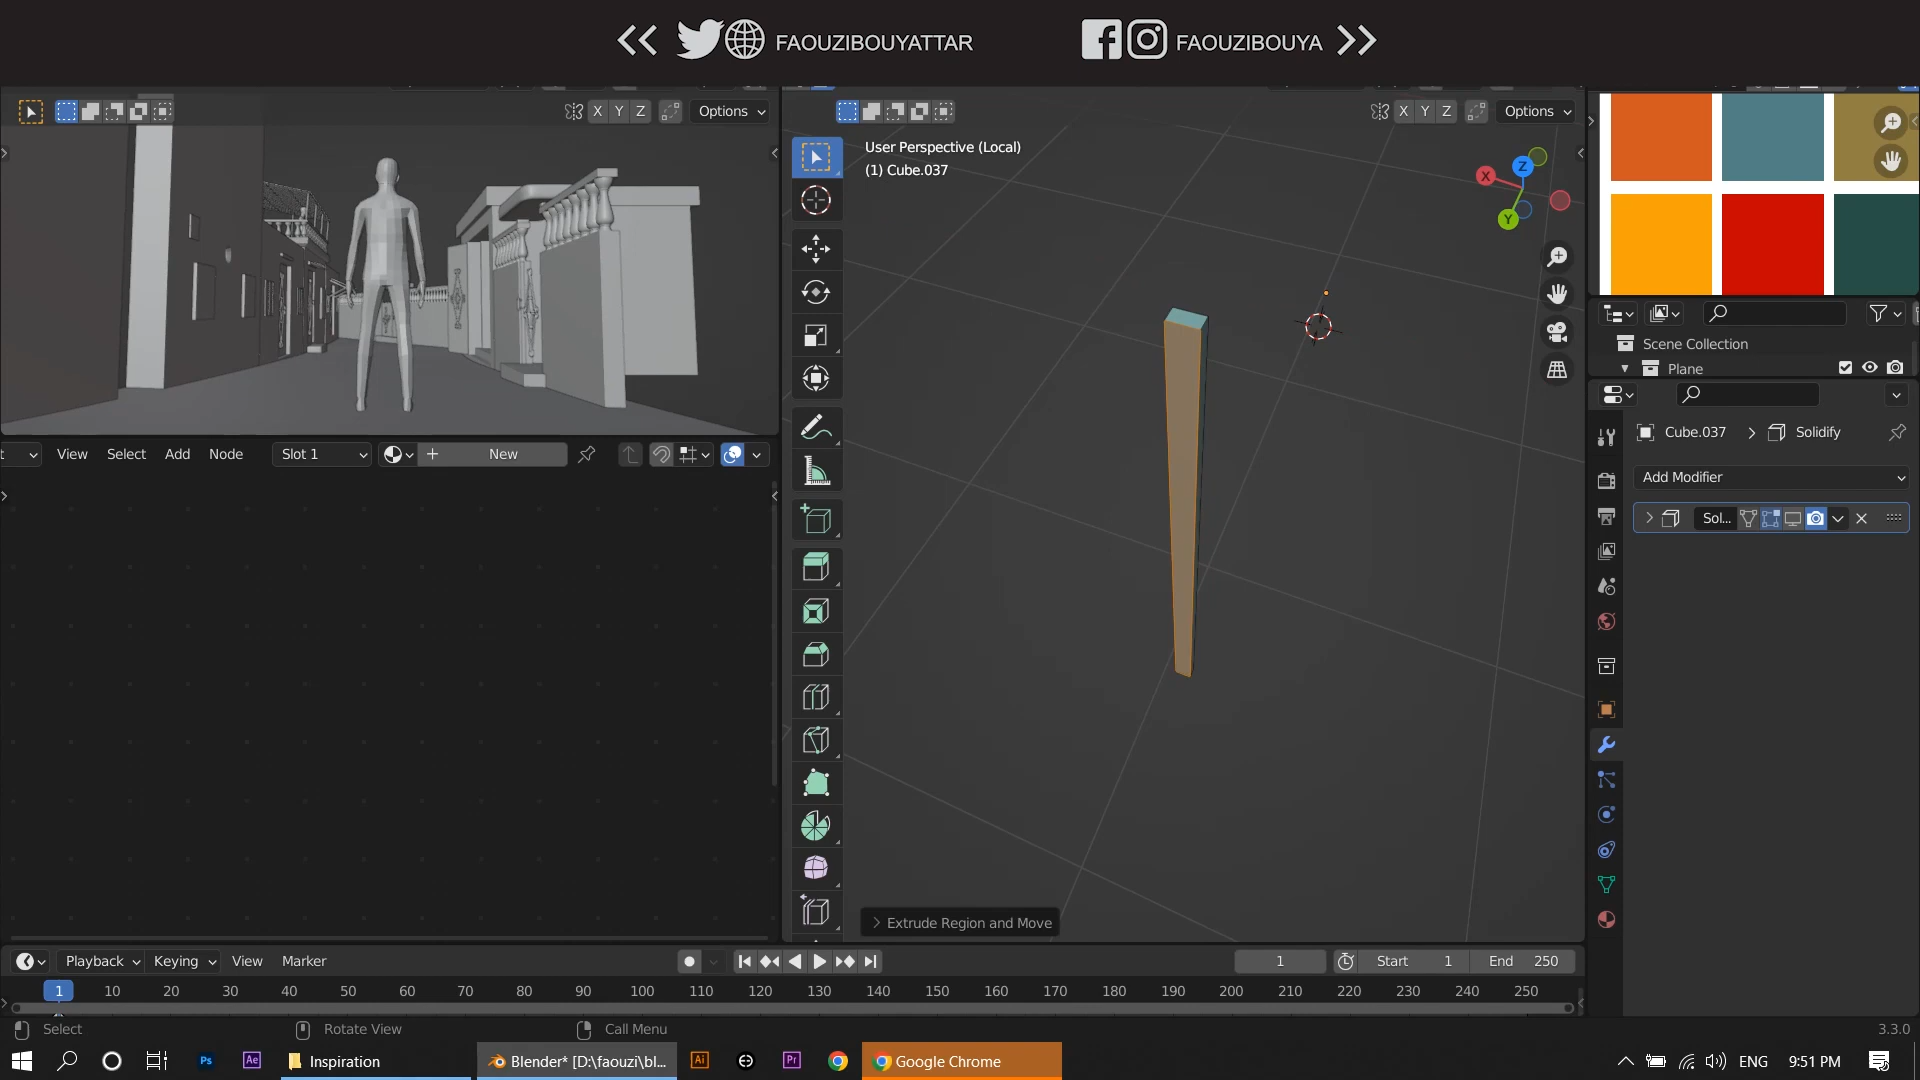 FAOUZIBOUYATTAR
FAOUZIBOUYA
X Y Z Options
X Y Z Options
User Perspective (Local)
(1) Cube.037
X
Z
Y
Scene Collection
Plane
Cube.037 > Solidify
Add Modifier
Sol...
View Select Add Node Slot 1 New
Extrude Region and Move
Playback Keying View Marker
1 Start 1 End 250
1 10 20 30 40 50 60 70 80 90 100 110 120 130 140 150 160 170 180 190 200 210 220 230 240 250
Select Rotate View Call Menu 3.3.0
Ps Ae Inspiration Blender* [D:\faouzi\bl... Ai Pr Google Chrome ENG 9:51 PM